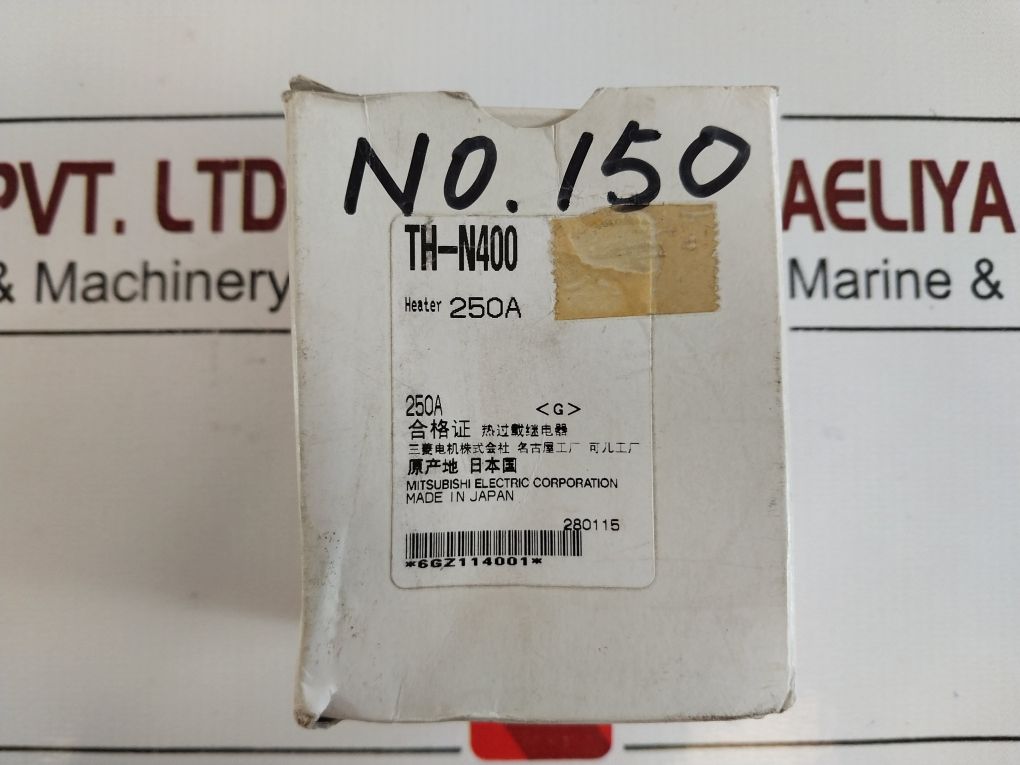 NO.150
PVT. LTD
& Machinery
AELIYA
Marine &
TH-N400
Heater 250A
250A <G>
合格证 热过载继电器
三菱电机株式会社 名古屋工厂 可儿工厂
原产地 日本国
MITSUBISHI ELECTRIC CORPORATION
MADE IN JAPAN
280115
*6GZ114001*